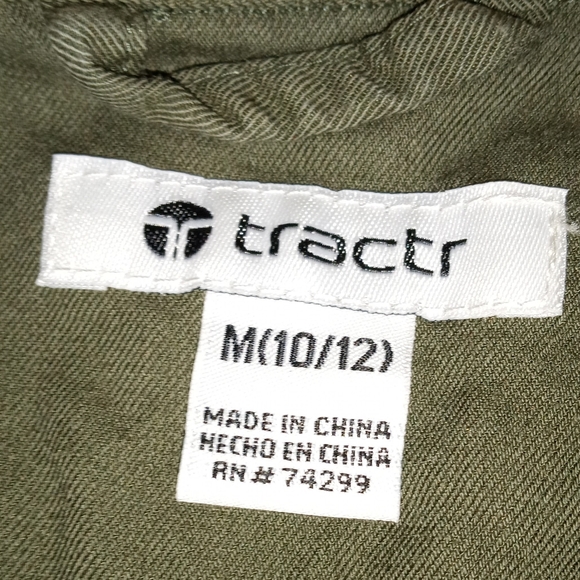 tractr
M(10/12)
MADE IN CHINA
HECHO EN CHINA
RN# 74299